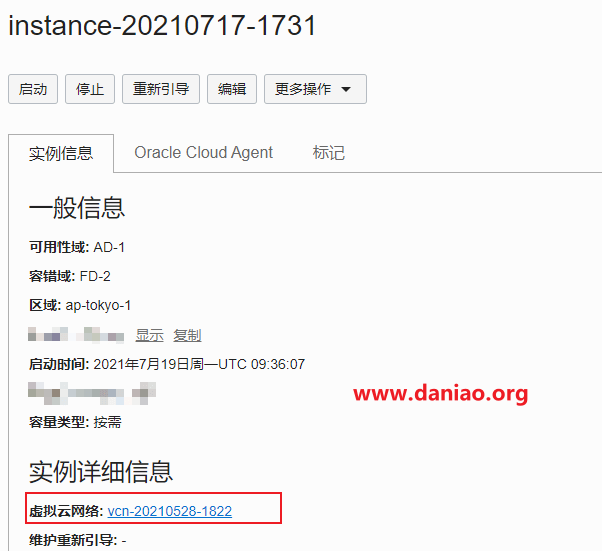 instance-20210717-1731
启动 停止 重新引导 编辑 更多操作
实例信息 Oracle Cloud Agent 标记
一般信息
可用性域: AD-1
容错域: FD-2
区域: ap-tokyo-1
显示 复制
启动时间: 2021年7月19日周一UTC 09:36:07
www.daniao.org
容量类型: 按需
实例详细信息
虚拟云网络: vcn-20210528-1822
维护重新引导: -